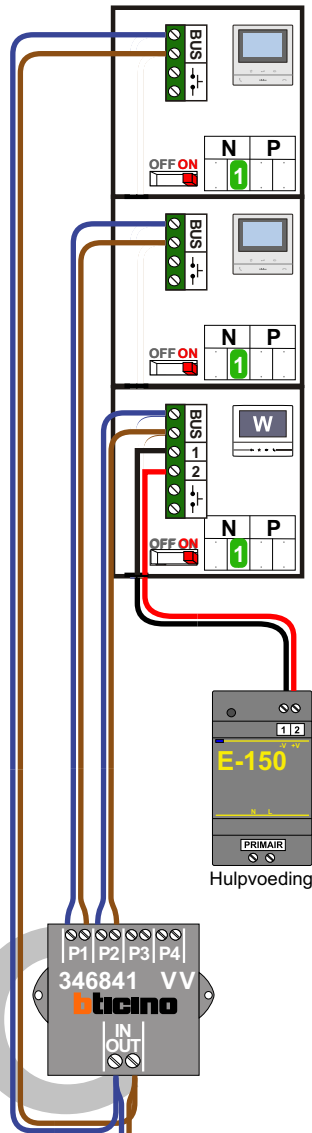 BUS
N P
OFF ON
1
BUS
N P
OFF ON
1
BUS
W
1
2
N P
OFF ON
1
1 2
-V +V
E-150
N L
PRIMAIR
Hulpvoeding
P1 P2 P3 P4
346841 VV
bticino
IN
OUT